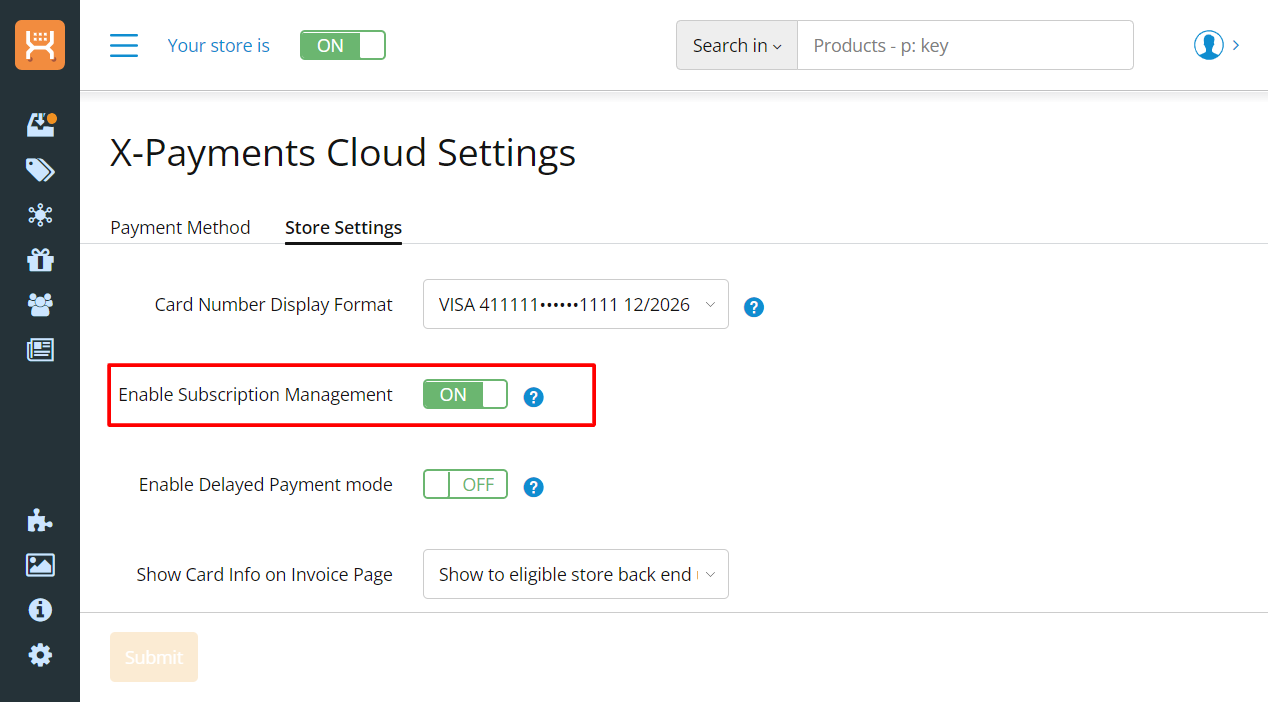 Your store is ON Search in Products - p: key
X-Payments Cloud Settings
Payment Method Store Settings
Card Number Display Format VISA 411111••••••1111 12/2026 ?
Enable Subscription Management ON ?
Enable Delayed Payment mode OFF ?
Show Card Info on Invoice Page Show to eligible store back end
Submit